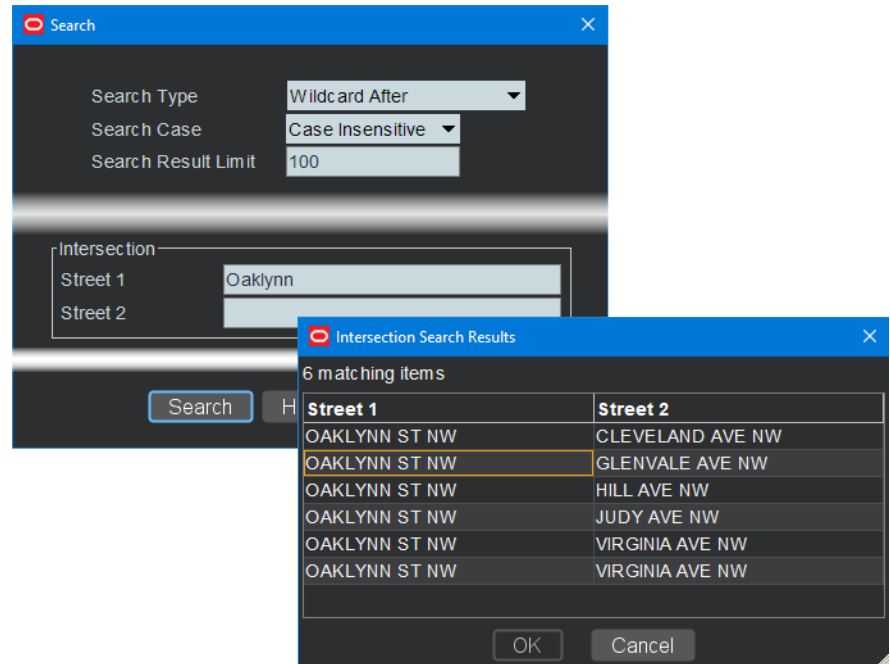 Search
Search Type Wildcard After
Search Case Case Insensitive
Search Result Limit 100
Intersection
Street 1 Oaklynn
Street 2
Search H
Intersection Search Results
6 matching items
Street 1 Street 2
OAKLYNN ST NW CLEVELAND AVE NW
OAKLYNN ST NW GLENVALE AVE NW
OAKLYNN ST NW HILL AVE NW
OAKLYNN ST NW JUDY AVE NW
OAKLYNN ST NW VIRGINIA AVE NW
OAKLYNN ST NW VIRGINIA AVE NW
OK Cancel